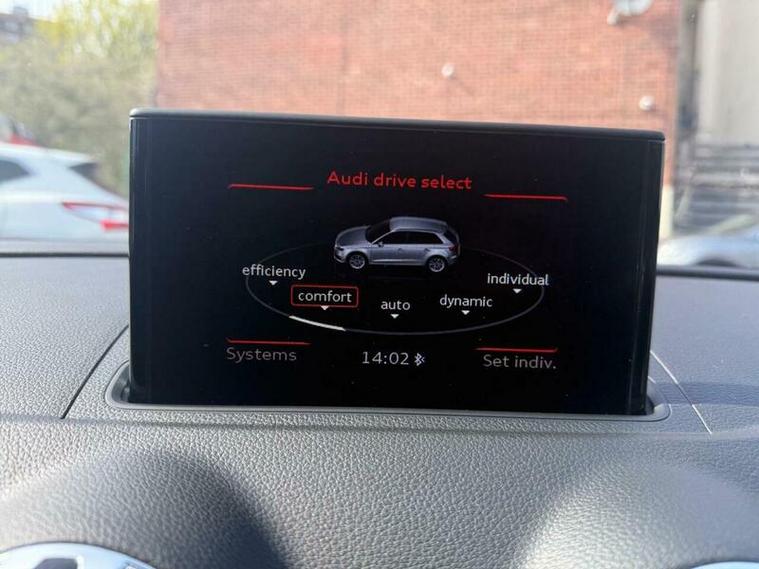 Audi drive select
efficiency
comfort
auto
dynamic
individual
Systems
14:02
Set indiv.